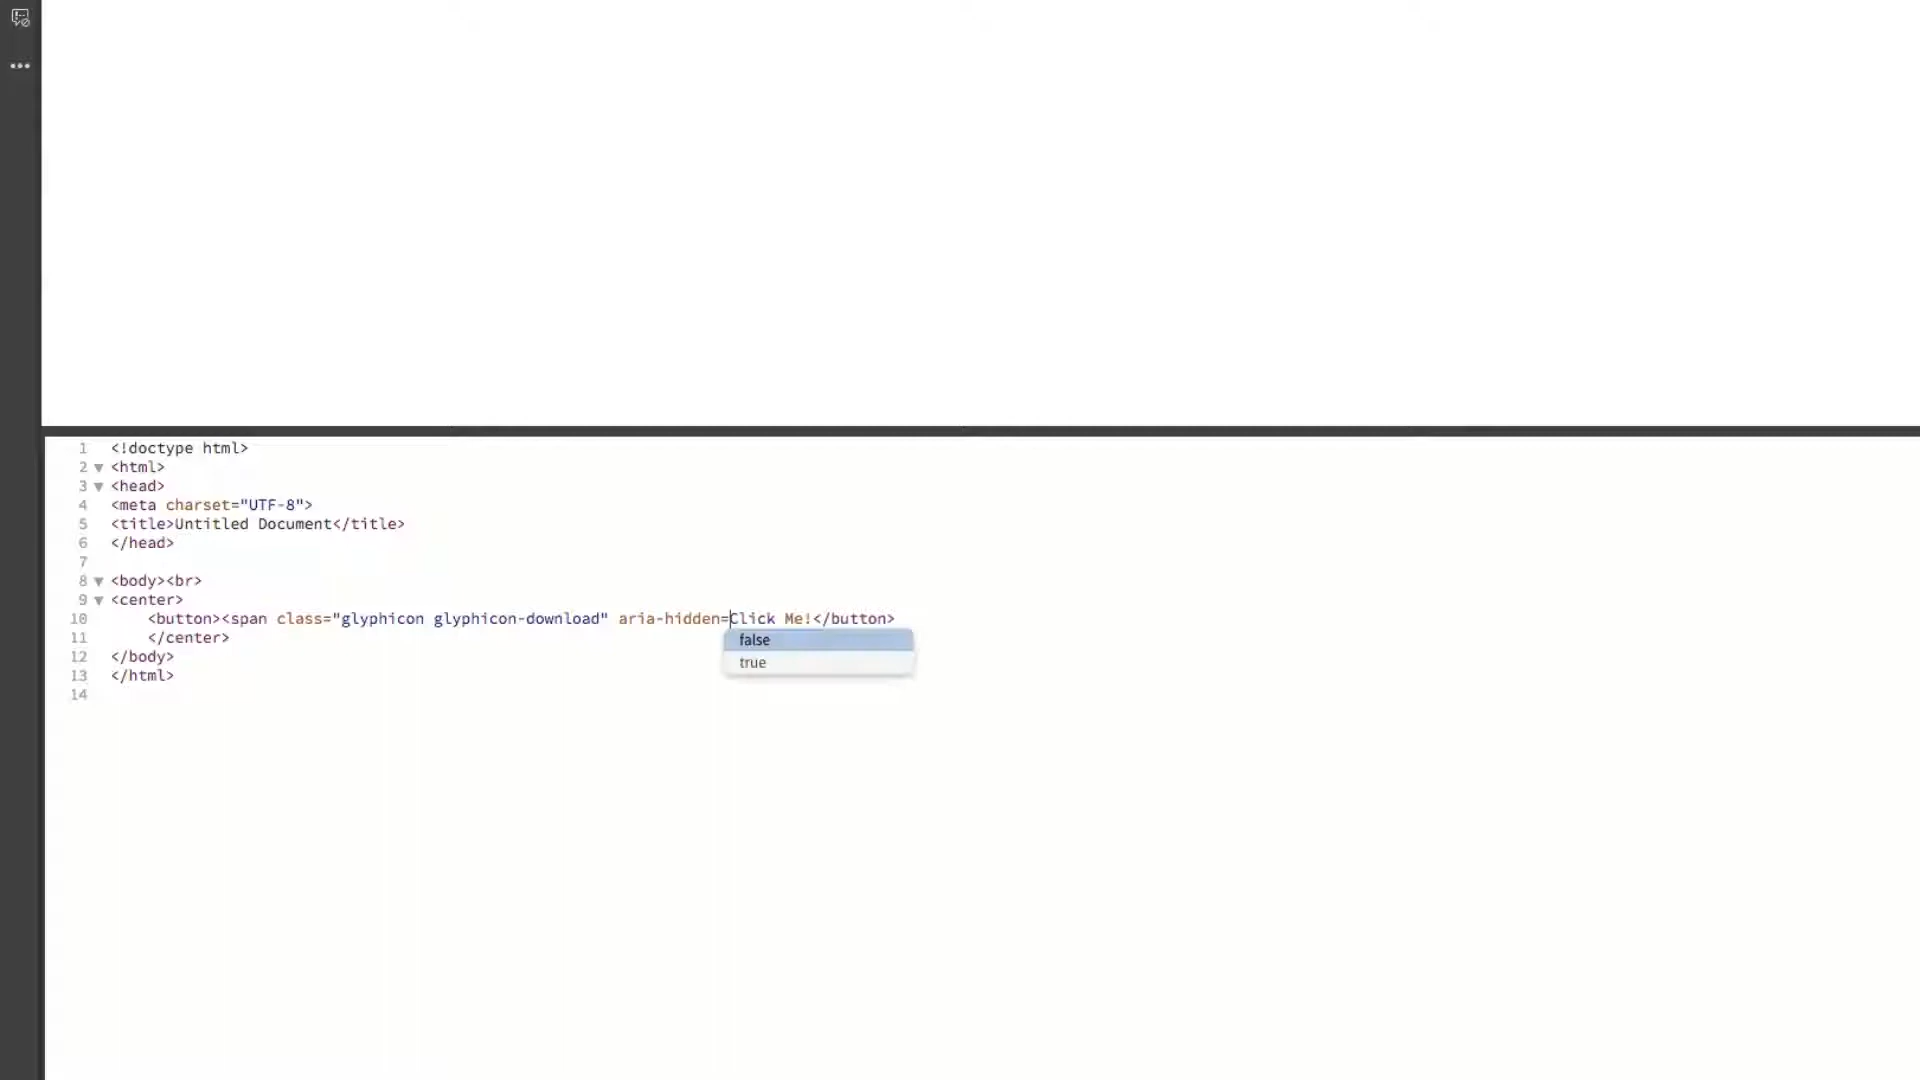 1 <!doctype html>
2 ▼ <html>
3 ▼ <head>
4 <meta charset="UTF-8">
5 <title>Untitled Document</title>
6 </head>
7
8 ▼ <body><br>
9 ▼ <center>
10 <button><span class="glyphicon glyphicon-download" aria-hidden=Click Me!</button>
11 </center>
false
12 </body>
true
13 </html>
14